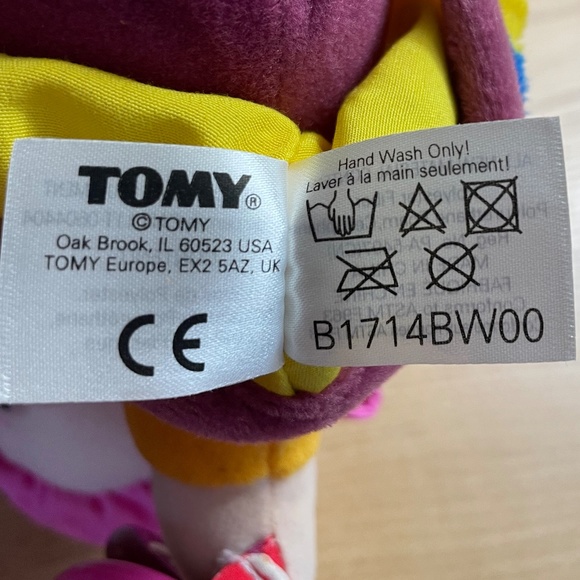 TOMY®
© TOMY
Oak Brook, IL 60523 USA
TOMY Europe, EX2 5AZ, UK
CE
Hand Wash Only!
Laver à la main seulement!
B1714BW00